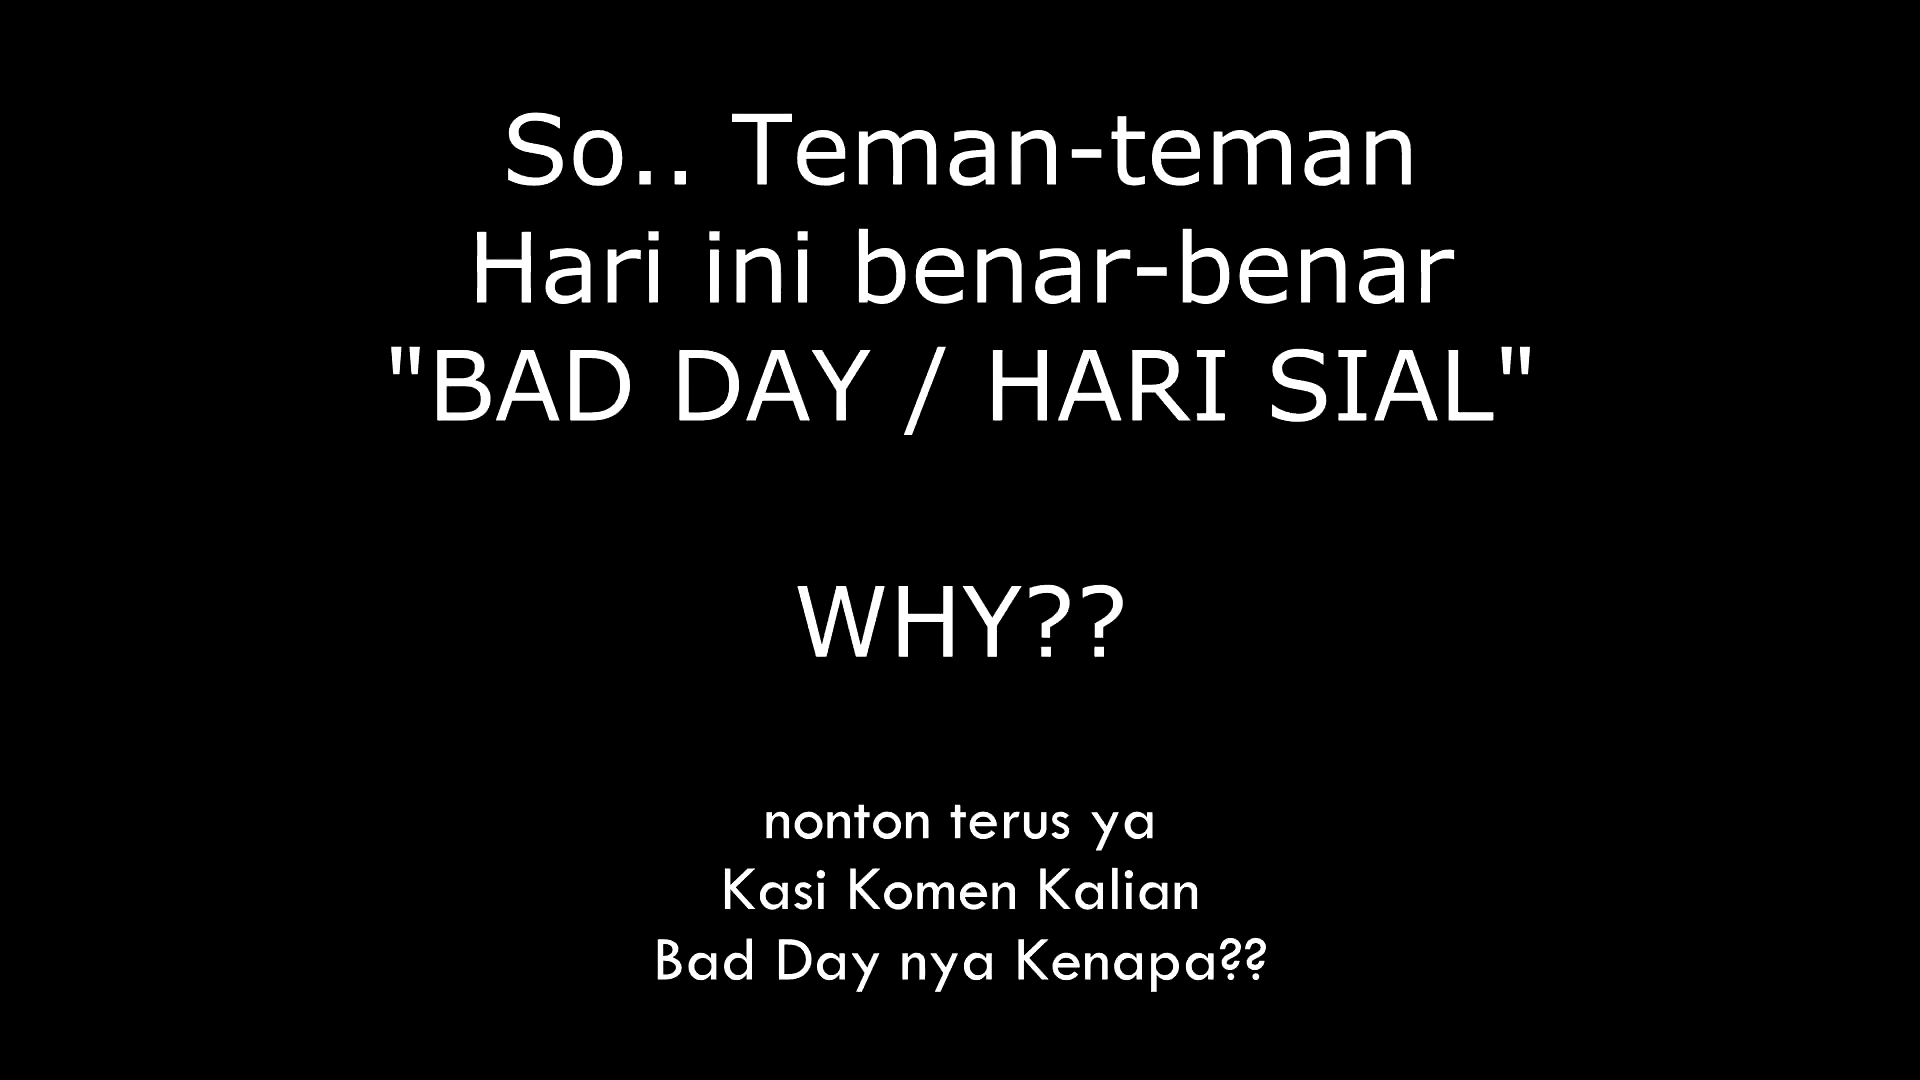 So.. Teman-teman
Hari ini benar-benar
"BAD DAY / HARI SIAL"
WHY??
nonton terus ya
Kasi Komen Kalian
Bad Day nya Kenapa??